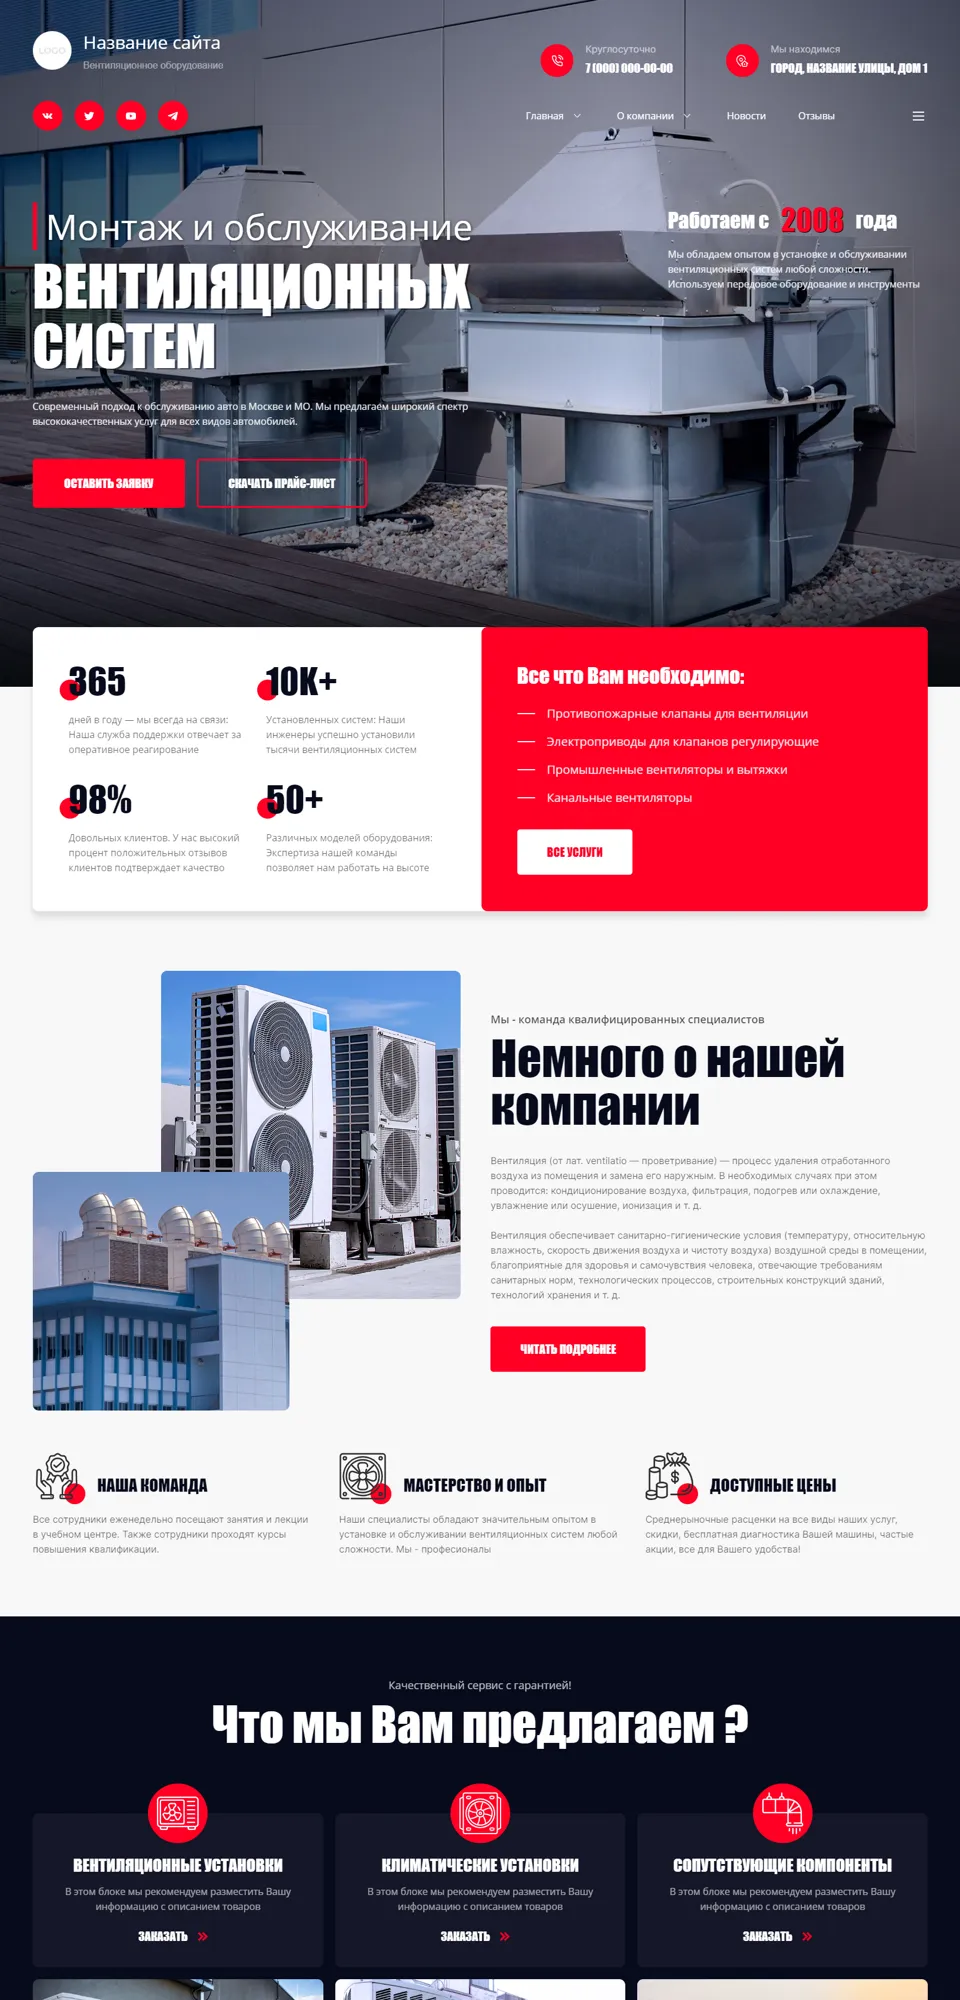 LOGO
Название сайта
Вентиляционное оборудование
Круглосуточно
7 (000) 000-00-00
Мы находимся
ГОРОД, НАЗВАНИЕ УЛИЦЫ, ДОМ 1
Главная
О компании
Новости
Отзывы
Монтаж и обслуживание
ВЕНТИЛЯЦИОННЫХ
СИСТЕМ
Современный подход к обслуживанию авто в Москве и МО. Мы предлагаем широкий спектр
высококачественных услуг для всех видов автомобилей.
ОСТАВИТЬ ЗАЯВКУ
СКАЧАТЬ ПРАЙС-ЛИСТ
Работаем с 2008 года
Мы обладаем опытом в установке и обслуживании
вентиляционных систем любой сложности.
Используем передовое оборудование и инструменты
365
дней в году — мы всегда на связи:
Наша служба поддержки отвечает за
оперативное реагирование
10K+
Установленных систем: Наши
инженеры успешно установили
тысячи вентиляционных систем
98%
Довольных клиентов. У нас высокий
процент положительных отзывов
клиентов подтверждает качество
50+
Различных моделей оборудования:
Экспертиза нашей команды
позволяет нам работать на высоте
Все что Вам необходимо:
Противопожарные клапаны для вентиляции
Электроприводы для клапанов регулирующие
Промышленные вентиляторы и вытяжки
Канальные вентиляторы
ВСЕ УСЛУГИ
Мы - команда квалифицированных специалистов
Немного о нашей
компании
Вентиляция (от лат. ventilatio — проветривание) — процесс удаления отработанного
воздуха из помещения и замена его наружным. В необходимых случаях при этом
проводится: кондиционирование воздуха, фильтрация, подогрев или охлаждение,
увлажнение или осушение, ионизация и т. д.
Вентиляция обеспечивает санитарно-гигиенические условия (температуру, относительную
влажность, скорость движения воздуха и чистоту воздуха) воздушной среды в помещении,
благоприятные для здоровья и самочувствия человека, отвечающие требованиям
санитарных норм, технологических процессов, строительных конструкций зданий,
технологий хранения и т. д.
ЧИТАТЬ ПОДРОБНЕЕ
НАША КОМАНДА
Все сотрудники еженедельно посещают занятия и лекции
в учебном центре. Также сотрудники проходят курсы
повышения квалификации.
МАСТЕРСТВО И ОПЫТ
Наши специалисты обладают значительным опытом в
установке и обслуживании вентиляционных систем любой
сложности. Мы - професионалы
ДОСТУПНЫЕ ЦЕНЫ
Среднерыночные расценки на все виды наших услуг,
скидки, бесплатная диагностика Вашей машины, частые
акции, все для Вашего удобства!
Качественный сервис с гарантией!
Что мы Вам предлагаем ?
ВЕНТИЛЯЦИОННЫЕ УСТАНОВКИ
В этом блоке мы рекомендуем разместить Вашу
информацию с описанием товаров
ЗАКАЗАТЬ
КЛИМАТИЧЕСКИЕ УСТАНОВКИ
В этом блоке мы рекомендуем разместить Вашу
информацию с описанием товаров
ЗАКАЗАТЬ
СОПУТСТВУЮЩИЕ КОМПОНЕНТЫ
В этом блоке мы рекомендуем разместить Вашу
информацию с описанием товаров
ЗАКАЗАТЬ